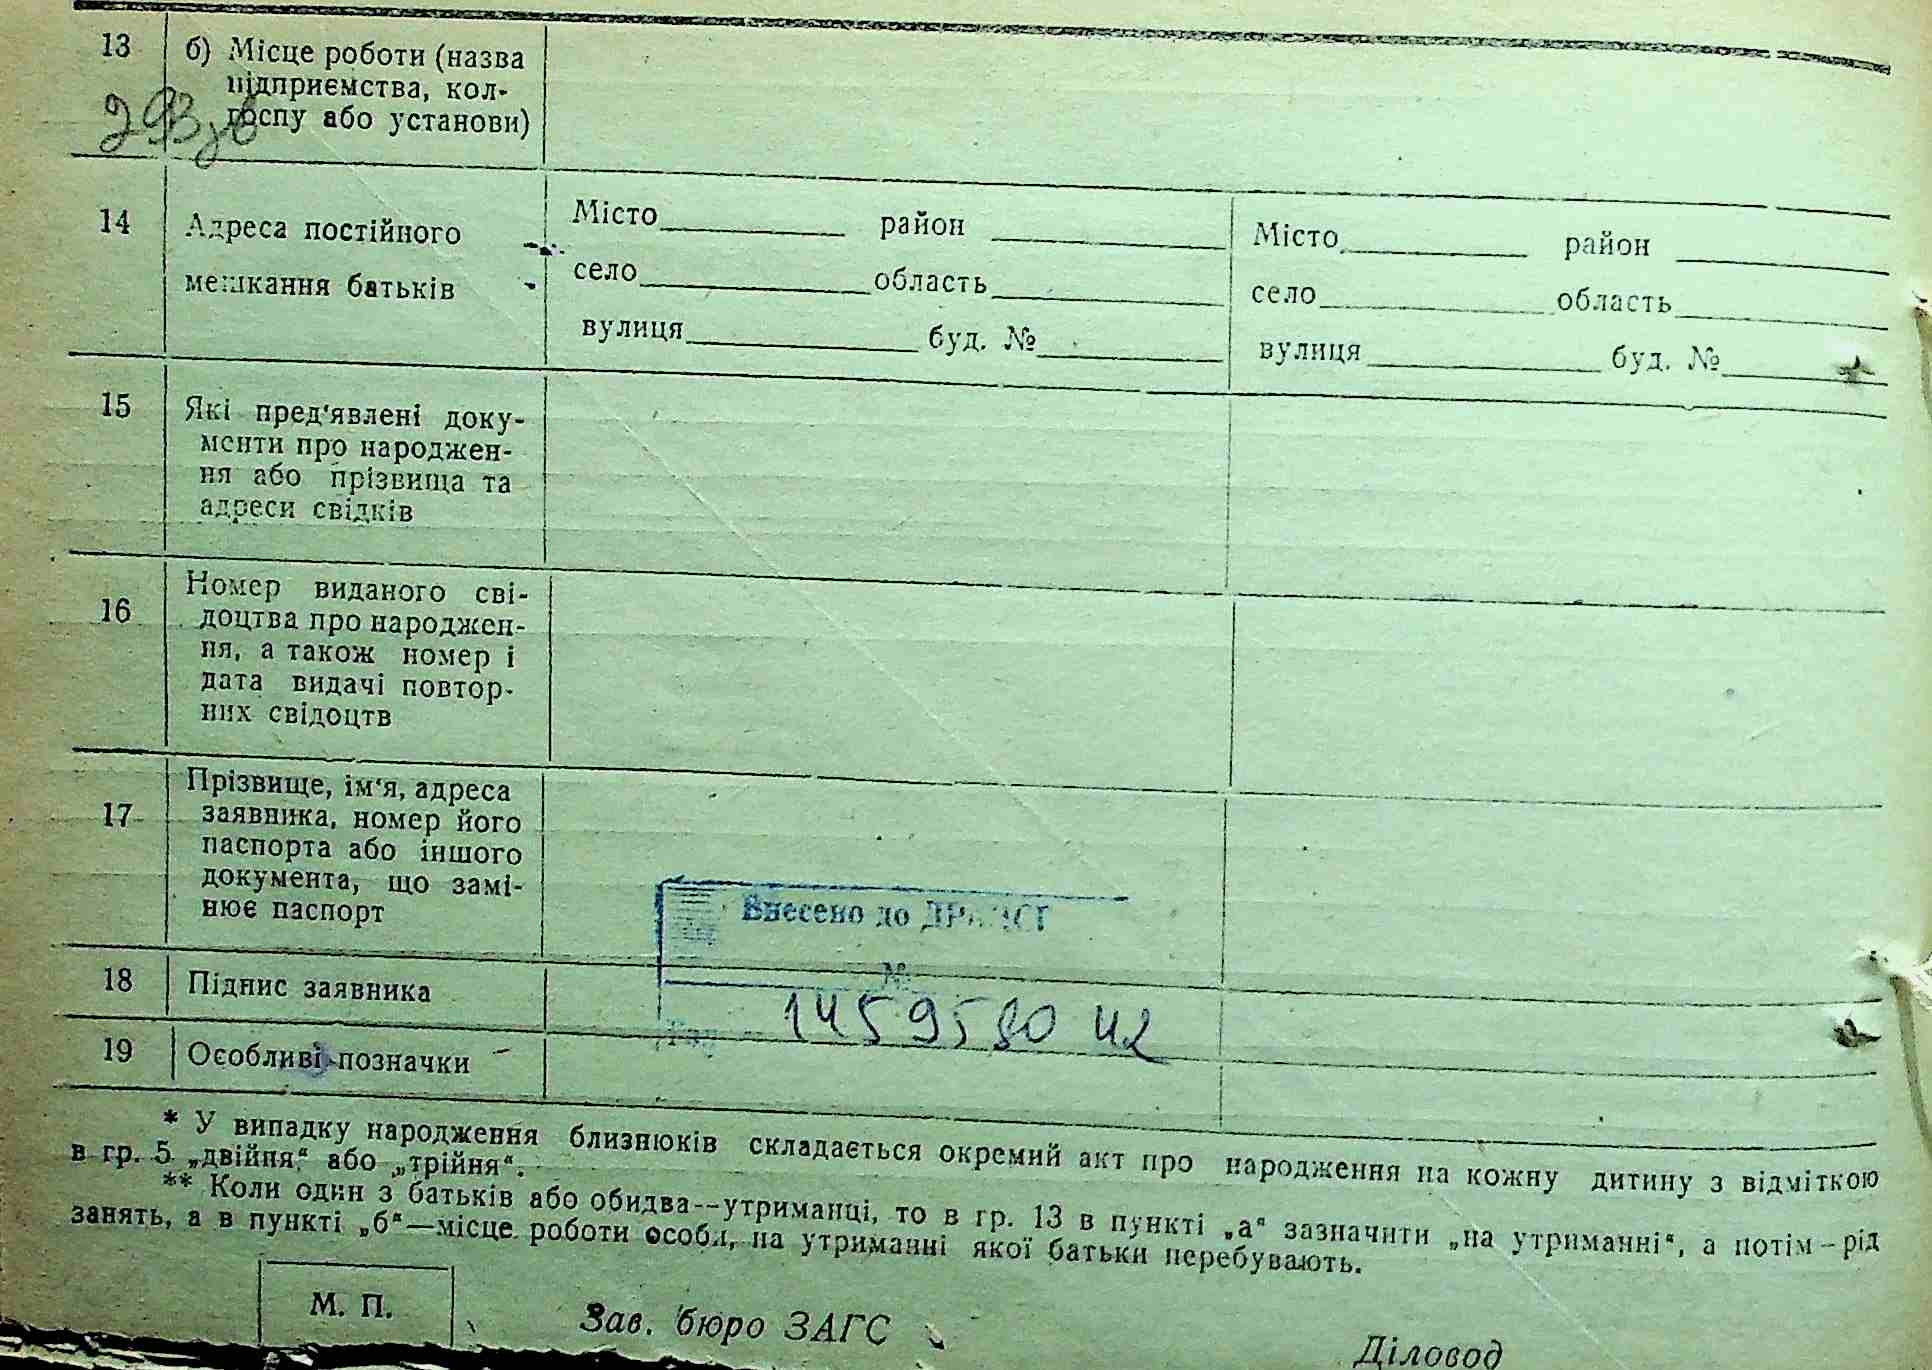 13 б) Місце роботи (назва
підприємства, кол-
госпу або установи)
14 Адреса постійного
мешкання батьків
Місто район
село область
вулиця буд. №
Місто район
село область
вулиця буд. №
15 Які пред'явлені доку-
менти про народжен-
ня або прізвища та
адреси свідків
16 Номер виданого сві-
доцтва про народжен-
ня, а також номер і
дата видачі повтор-
них свідоцтв
17 Прізвище, ім'я, адреса
заявника, номер його
паспорта або іншого
документа, що замі-
нює паспорт
Внесено до
№
18 Підпис заявника
19 Особливі позначки
* У випадку народження близнюків складається окремий акт про народження на кожну дитину з відміткою
в гр. 5 „двійня“ або „трійня“.
** Коли один з батьків або обидва--утриманці, то в гр. 13 в пункті „а“ зазначити „на утриманні“, а потім–рід
занять, а в пункті „б“—місце роботи особи, на утриманні якої батьки перебувають.
М. П.
Зав. бюро ЗАГС
Діловод